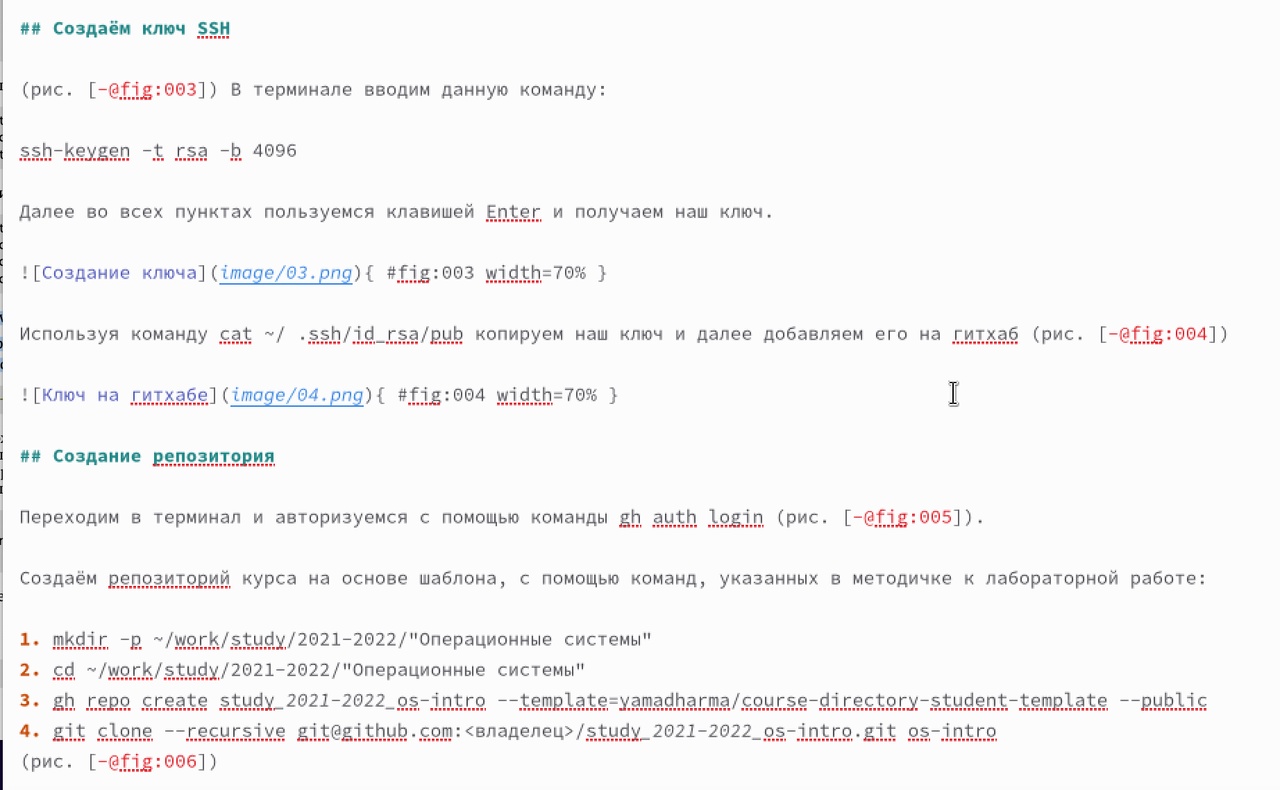 ## Создаём ключ SSH
(рис. [-@fig:003]) В терминале вводим данную команду:
ssh-keygen -t rsa -b 4096
Далее во всех пунктах пользуемся клавишей Enter и получаем наш ключ.
![Создание ключа](image/03.png){ #fig:003 width=70% }
Используя команду cat ~/ .ssh/id_rsa/pub копируем наш ключ и далее добавляем его на гитхаб (рис. [-@fig:004])
![Ключ на гитхабе](image/04.png){ #fig:004 width=70% }
## Создание репозитория
Переходим в терминал и авторизуемся с помощью команды gh auth login (рис. [-@fig:005]).
Создаём репозиторий курса на основе шаблона, с помощью команд, указанных в методичке к лабораторной работе:
1. mkdir -p ~/work/study/2021-2022/"Операционные системы"
2. cd ~/work/study/2021-2022/"Операционные системы"
3. gh repo create study_2021-2022_os-intro --template=yamadharma/course-directory-student-template --public
4. git clone --recursive git@github.com:<владелец>/study_2021-2022_os-intro.git os-intro
(рис. [-@fig:006])